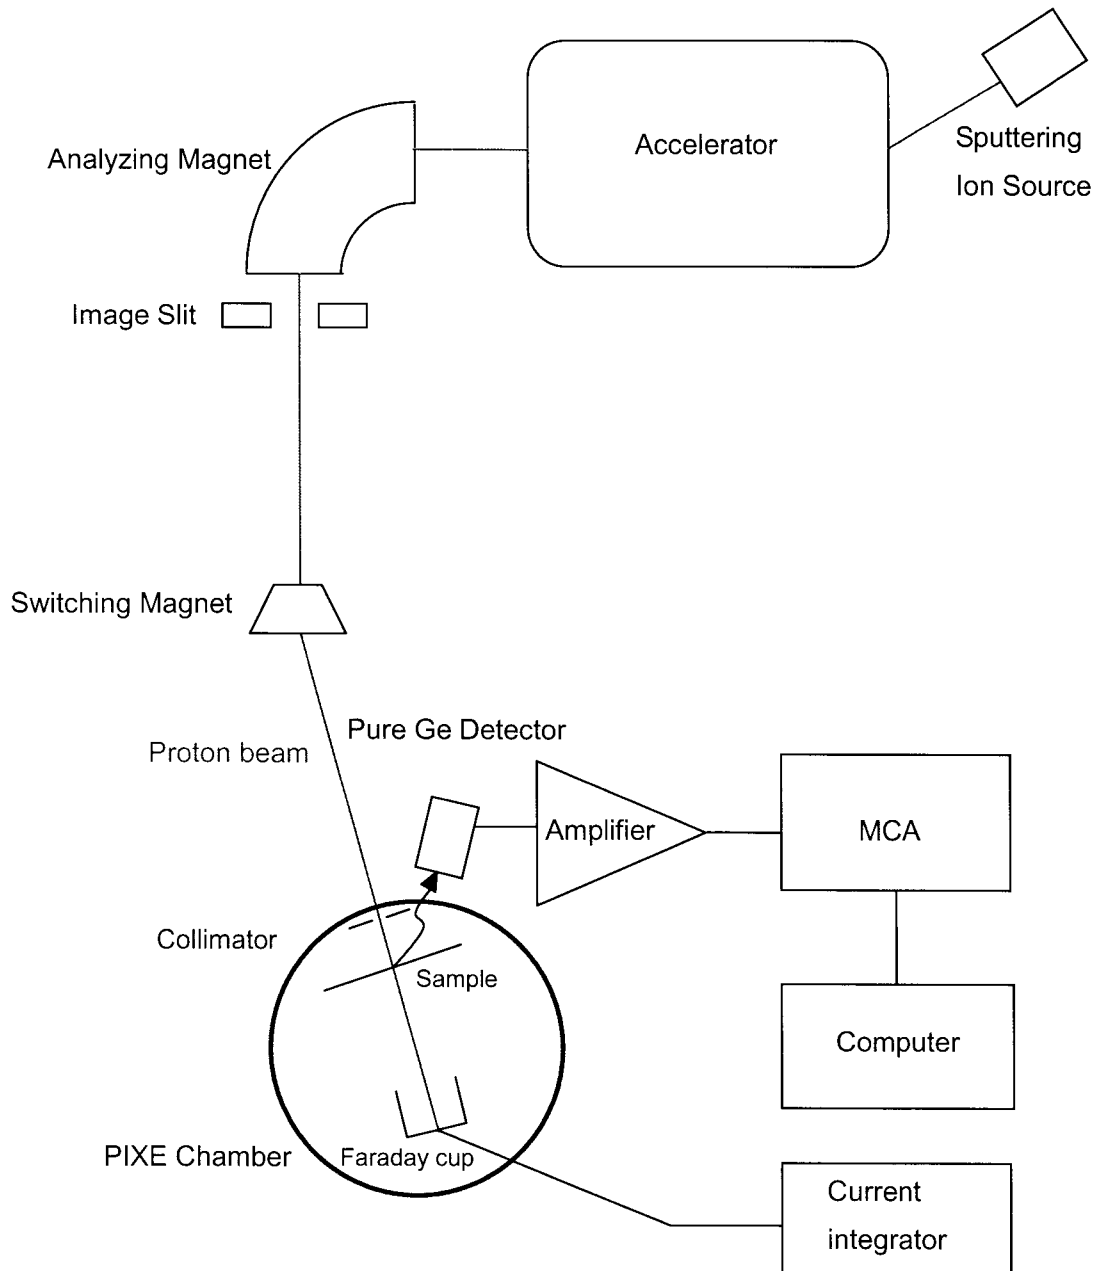 Accelerator
Sputtering
Ion Source
Analyzing Magnet
Image Slit
Switching Magnet
Pure Ge Detector
Proton beam
Amplifier
MCA
Collimator
Sample
Computer
PIXE Chamber
Faraday cup
Current
integrator